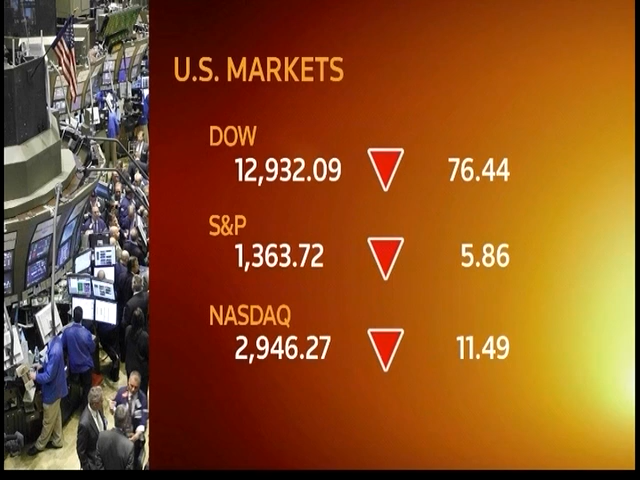 U.S. MARKETS
DOW
12,932.09 76.44
S&P
1,363.72 5.86
NASDAQ
2,946.27 11.49